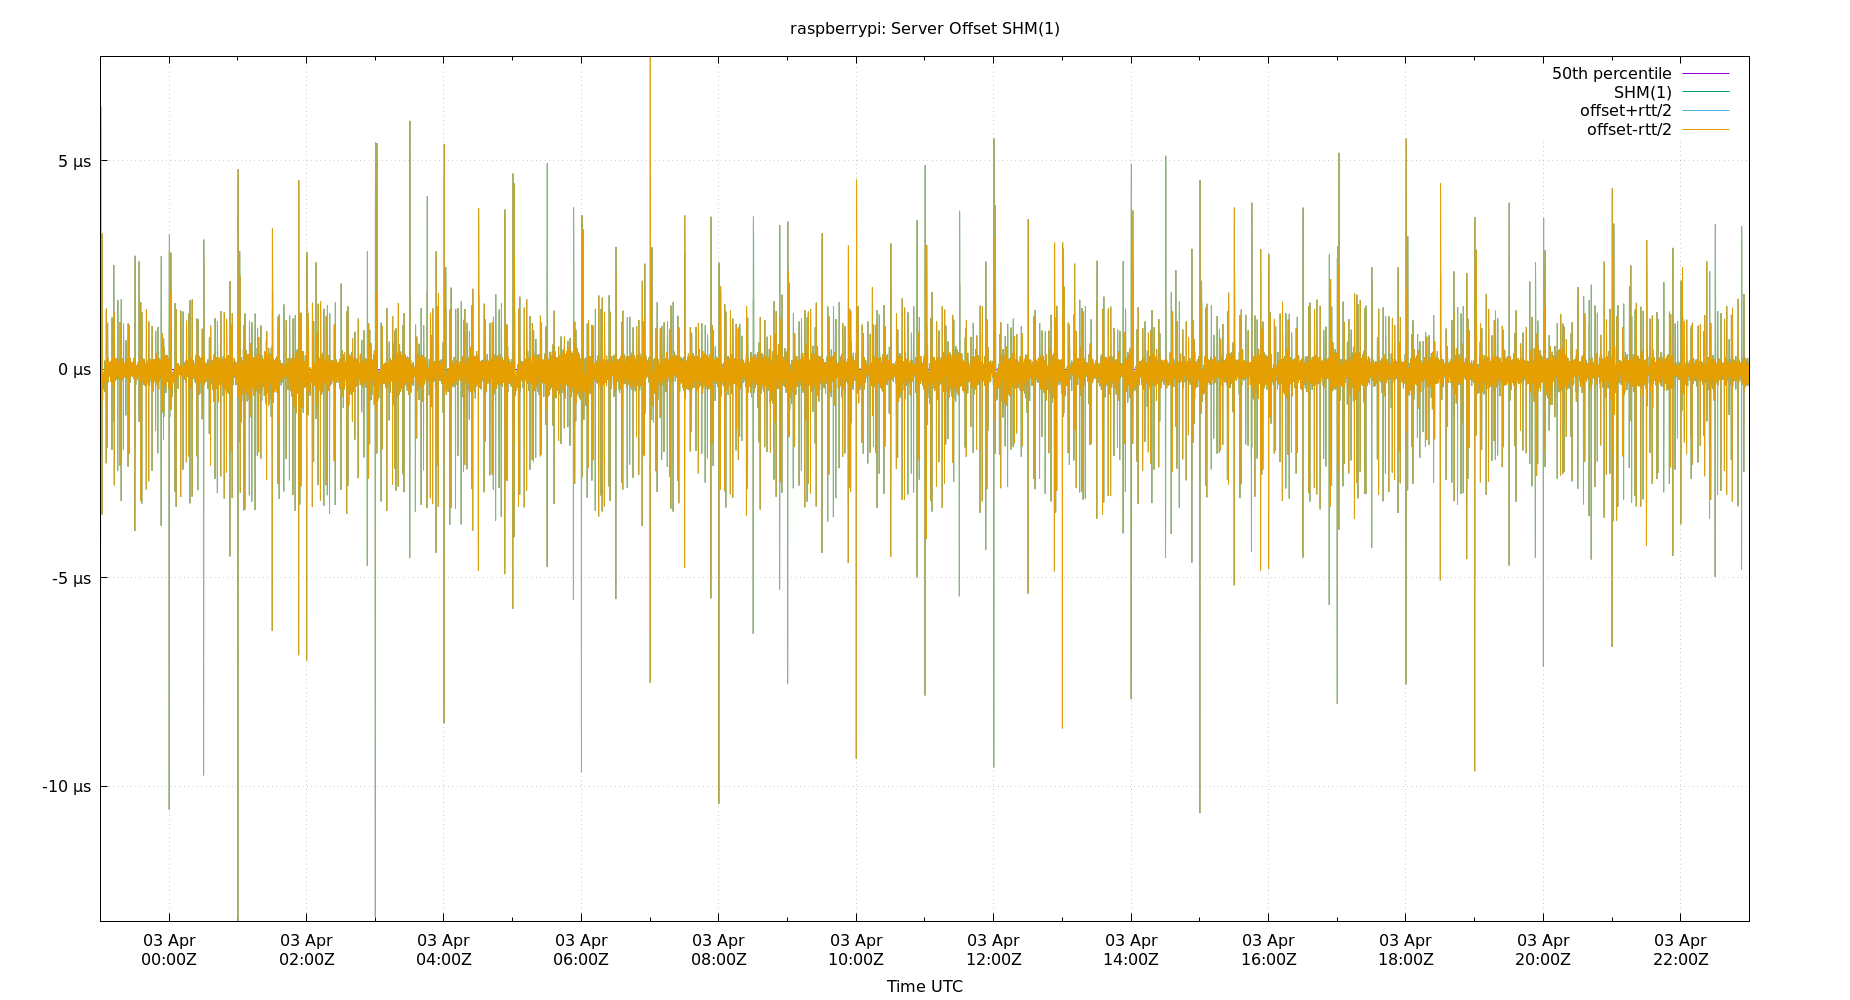 raspberrypi: Server Offset SHM(1)
50th percentile
SHM(1)
offset+rtt/2
offset-rtt/2
5 µs
0 µs
-5 µs
-10 µs
03 Apr 03 Apr 03 Apr 03 Apr 03 Apr 03 Apr 03 Apr 03 Apr 03 Apr 03 Apr 03 Apr 03 Apr
00:00Z 02:00Z 04:00Z 06:00Z 08:00Z 10:00Z 12:00Z 14:00Z 16:00Z 18:00Z 20:00Z 22:00Z
Time UTC